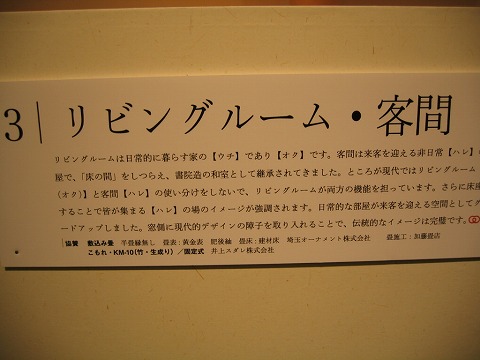 3 | リビングルーム・客間
リビングルームは日常的に暮らす家の【ウチ】であり【オク】です。客間は来客を迎える非日常【ハレ】
屋で、「床の間」をしつらえ、書院造の和室として継承されてきました。ところが現代ではリビングルーム
(オク)】と客間【ハレ】の使い分けをしないで、リビングルームが両方の機能を担っています。さらに床座
することで皆が集まる【ハレ】の場のイメージが強調されます。日常的な部屋が来客を迎える空間としてグ
ードアップしました。窓側に現代的デザインの障子を取り入れることで、伝統的なイメージは完璧です。
協賛 敷込み畳 半畳縁無し 畳表:黄金表 肥後紬 畳床:建材床 埼玉オーナメント株式会社 畳施工:加藤畳店
こもれ・KM-10(竹・生成り)/固定式 井上スダレ株式会社